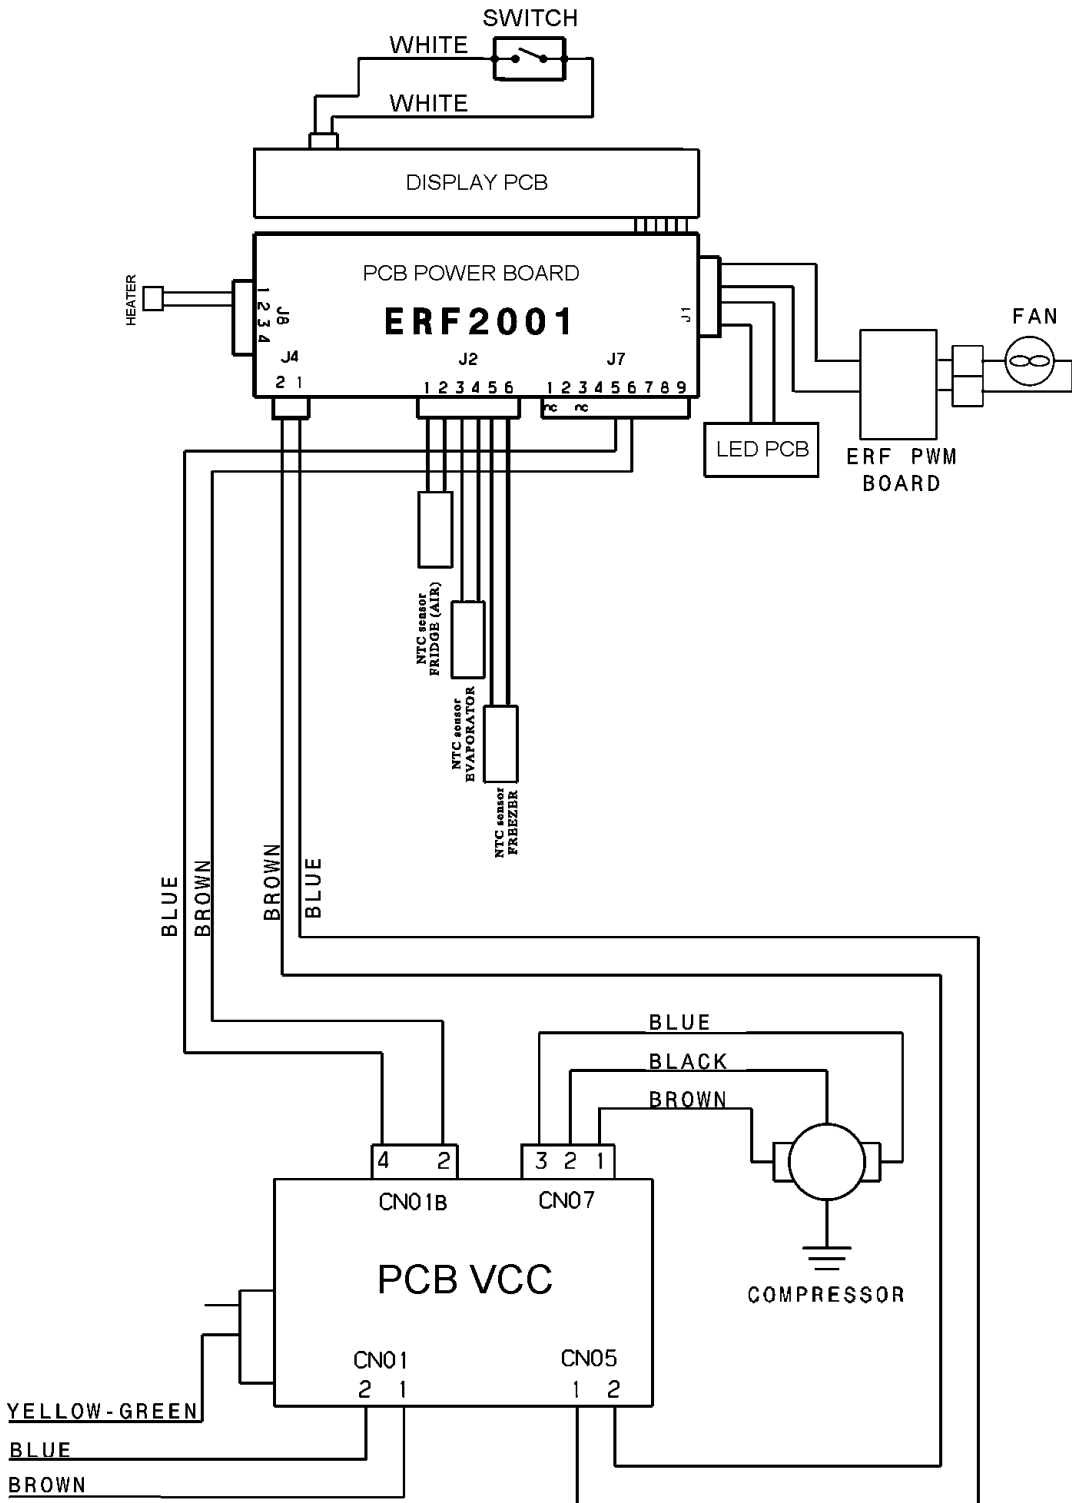 SWITCH
WHITE
WHITE
DISPLAY PCB
PCB POWER BOARD
ERF2001
HEATER
1 2 3 4
J8
J4
2 1
J2
1 2 3 4 5 6
J7
1 2 3 4 5 6 7 8 9
nc nc
J1
FAN
LED PCB
ERF PWM
BOARD
NTC sensor
FRIDGE (AIR)
NTC sensor
EVAPORATOR
NTC sensor
FREEZER
BLUE
BROWN
BROWN
BLUE
BLUE
BLACK
BROWN
4 2
CN01B
3 2 1
CN07
PCB VCC
COMPRESSOR
CN01
2 1
CN05
1 2
YELLOW-GREEN
BLUE
BROWN